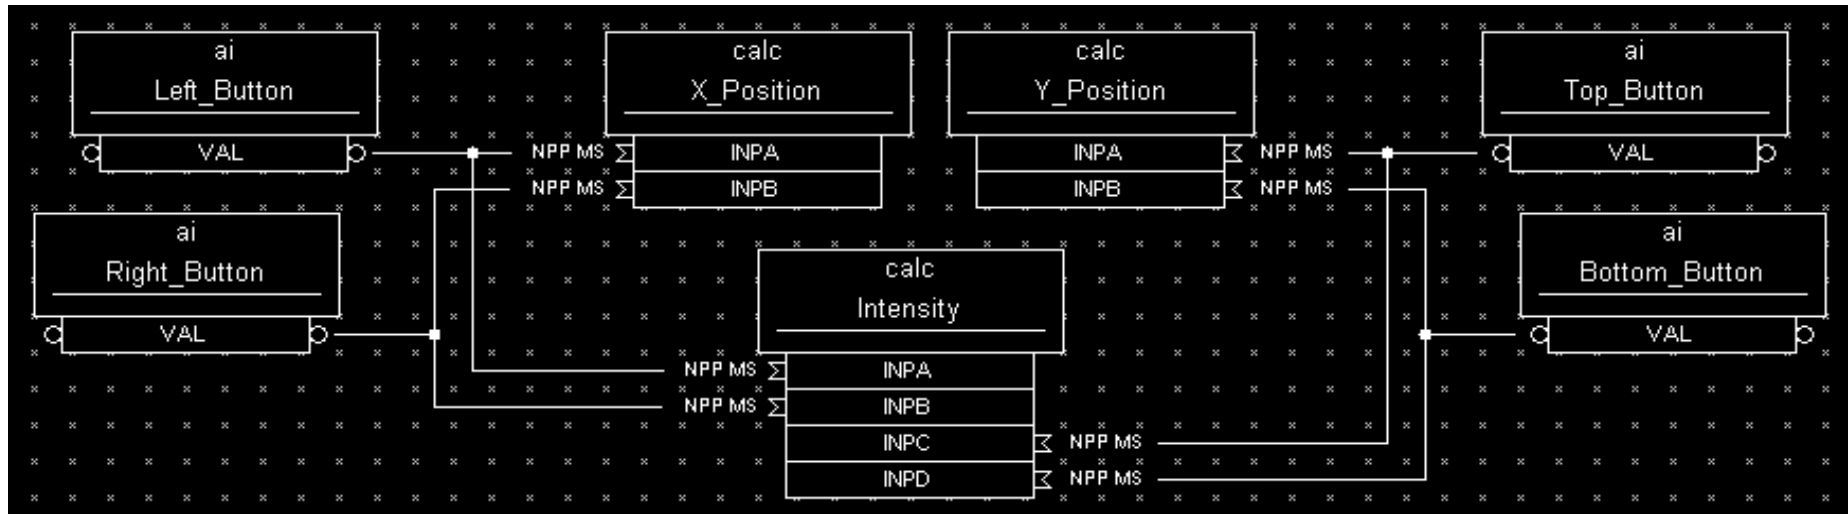 ai
Left_Button
VAL
calc
X_Position
NPP MS INPA
NPP MS INPB
calc
Y_Position
INPA NPP MS
INPB NPP MS
ai
Top_Button
VAL
ai
Right_Button
VAL
calc
Intensity
NPP MS INPA
NPP MS INPB
INPC NPP MS
INPD NPP MS
ai
Bottom_Button
VAL